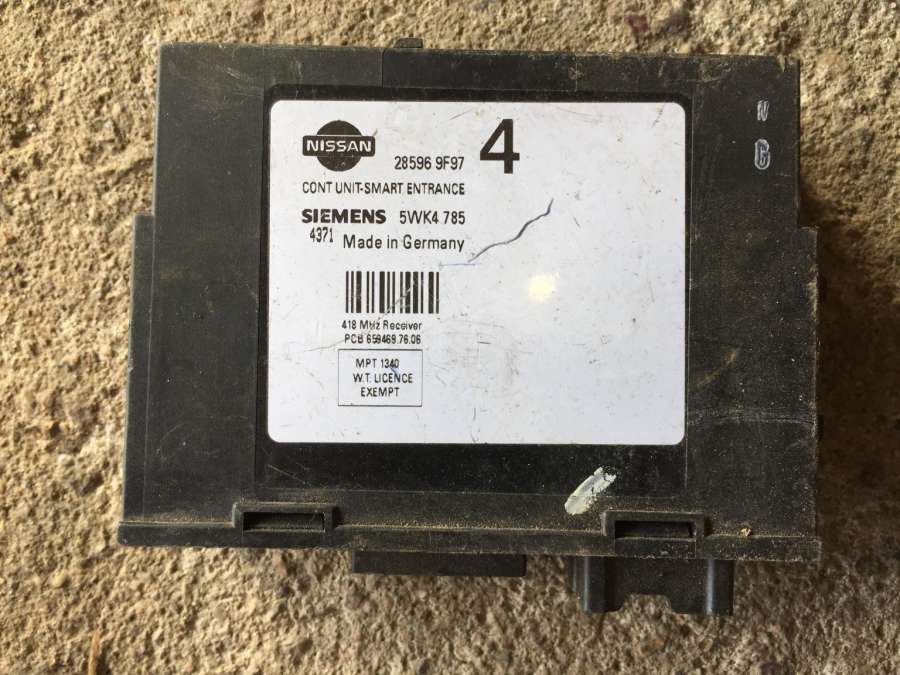 NISSAN
28596 9F97
4
CONT UNIT-SMART ENTRANCE
SIEMENS 5WK4 785
4371 Made in Germany
418 MHz Receiver
PCB 659469.76.06
MPT 1340
W.T. LICENCE
EXEMPT
N
G